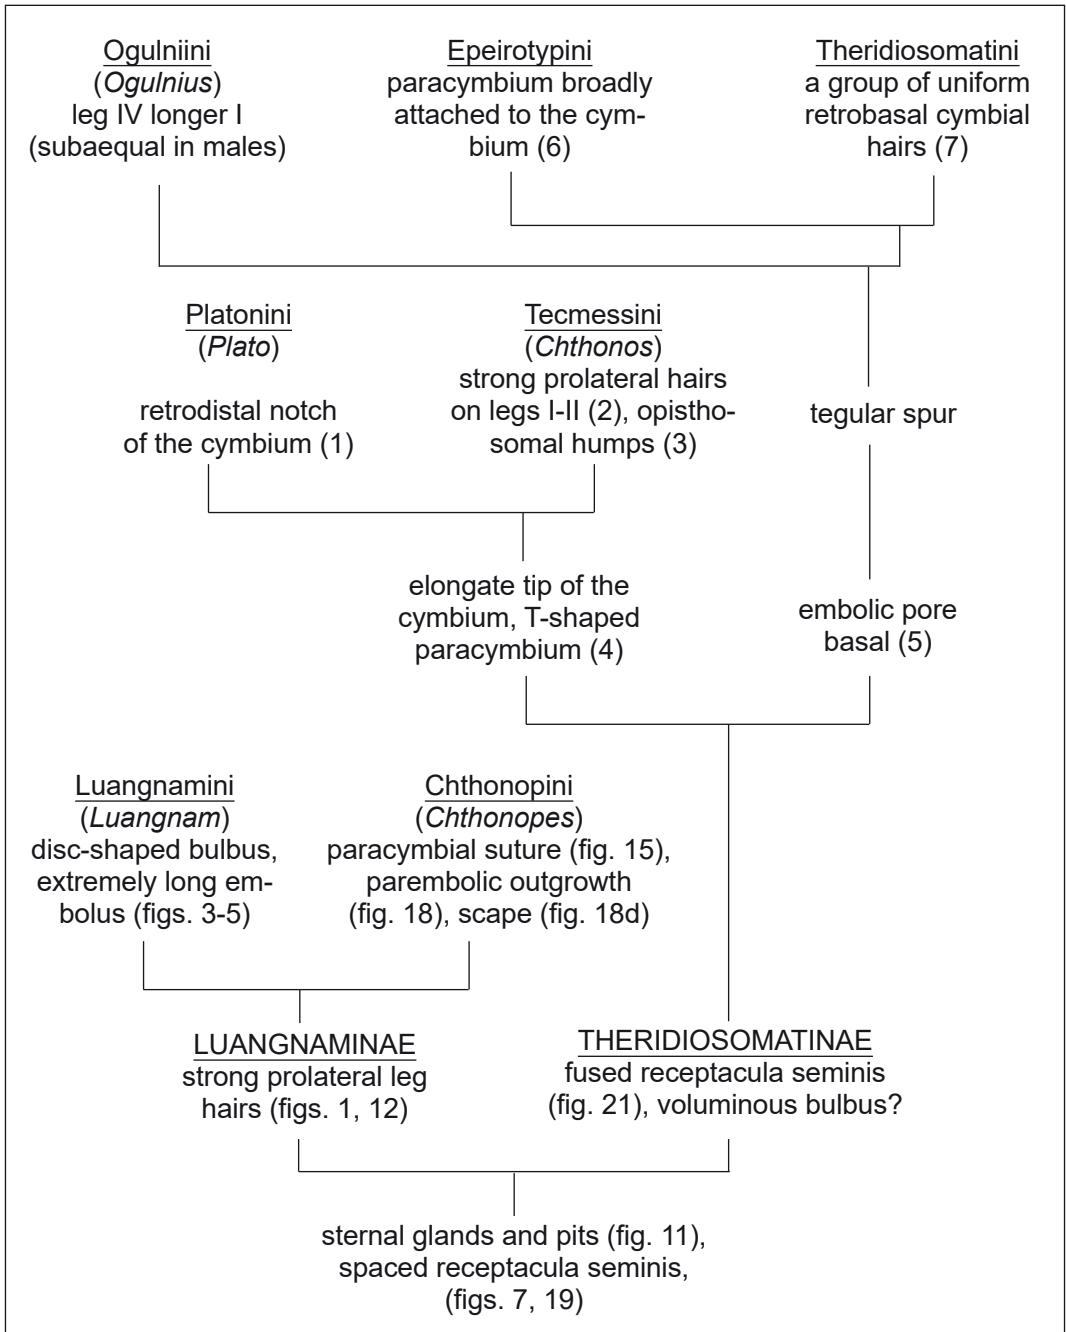 Ogulniini
(Ogulnius)
leg IV longer I
(subaequal in males)
Epeirotypini
paracymbium broadly
attached to the cym-
bium (6)
Theridiosomatini
a group of uniform
retrobasal cymbial
hairs (7)
Platonini
(Plato)
retrodistal notch
of the cymbium (1)
Tecmessini
(Chthonos)
strong prolateral hairs
on legs I-II (2), opistho-
somal humps (3)
tegular spur
elongate tip of the
cymbium, T-shaped
paracymbium (4)
embolic pore
basal (5)
Luangnamini
(Luangnam)
disc-shaped bulbus,
extremely long em-
bolus (figs. 3-5)
Chthonopini
(Chthonopes)
paracymbial suture (fig. 15),
parembolic outgrowth
(fig. 18), scape (fig. 18d)
LUANGNAMINAE
strong prolateral leg
hairs (figs. 1, 12)
THERIDIOSOMATINAE
fused receptacula seminis
(fig. 21), voluminous bulbus?
sternal glands and pits (fig. 11),
spaced receptacula seminis,
(figs. 7, 19)